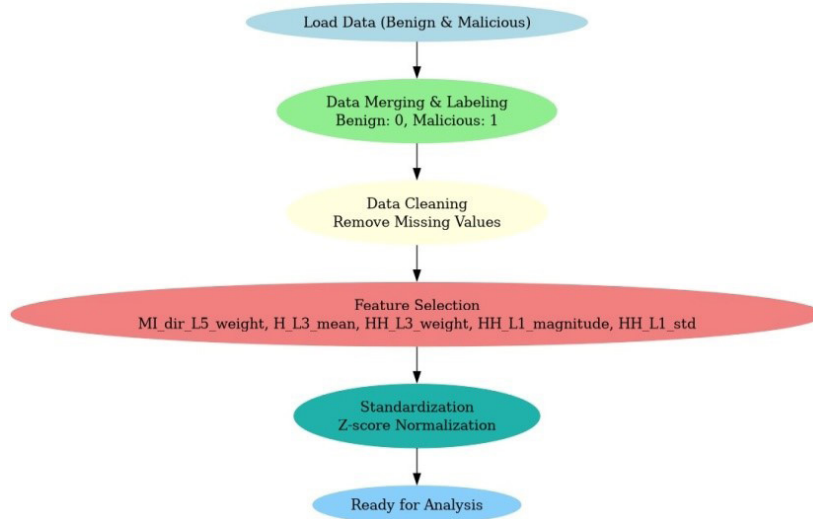 Load Data (Benign & Malicious)
Data Merging & Labeling
Benign: 0, Malicious: 1
Data Cleaning
Remove Missing Values
Feature Selection
MI_dir_L5_weight, H_L3_mean, HH_L3_weight, HH_L1_magnitude, HH_L1_std
Standardization
Z-score Normalization
Ready for Analysis